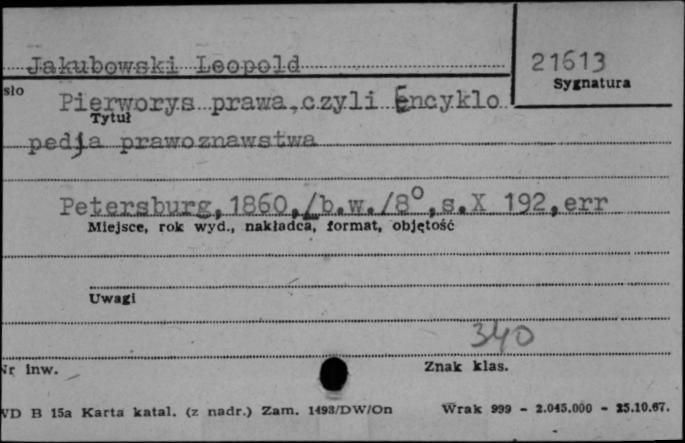 Jakubowski Leopold
21613
Sygnatura
sło
Pierworys prawa, czyli Encyklo
Tytuł
pedja prawoznawstwa
Petersburg, 1860, /b.w./8°, s.X 192, err
Miejsce, rok wyd., nakładca, format, objętość
Uwagi
340
Nr inw.
Znak klas.
WD B 15a Karta katal. (z nadr.) Zam. 1493/DW/On
Wrak 999 - 2.045.000 - 25.10.67.